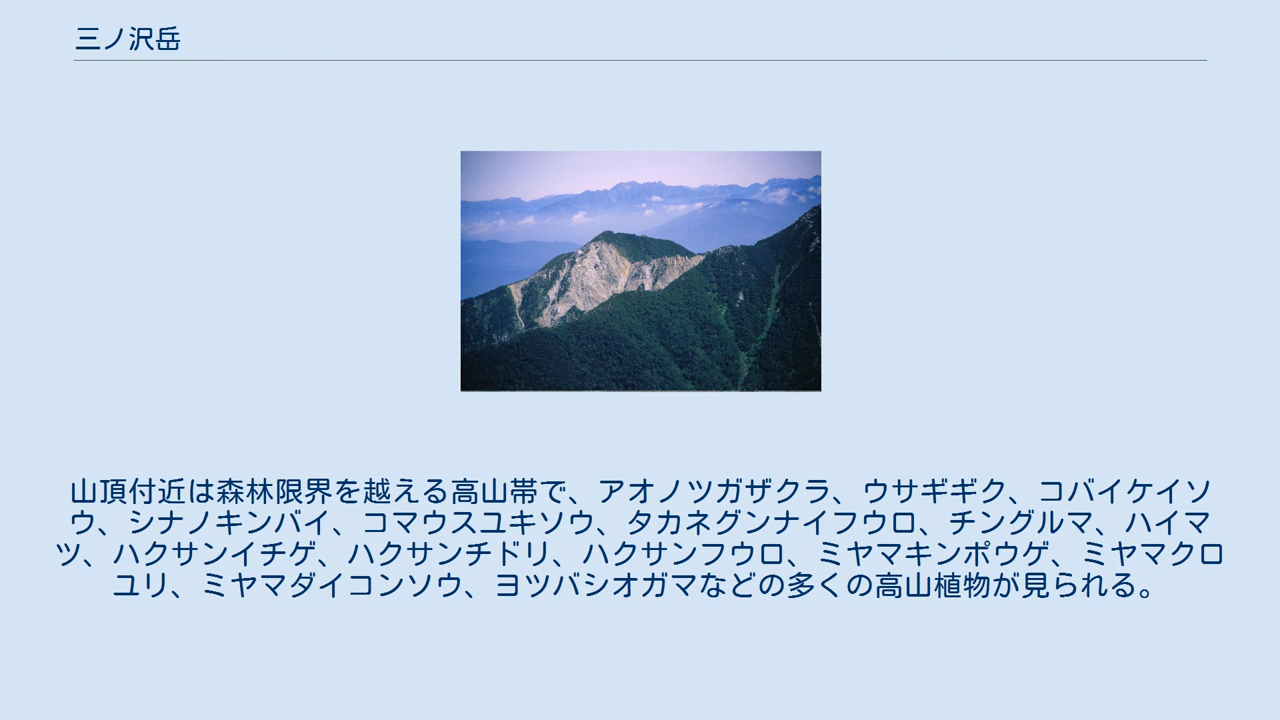 三ノ沢岳
山頂付近は森林限界を越える高山帯で、アオノツガザクラ、ウサギギク、コバイケイソ
ウ、シナノキンバイ、コマウスユキソウ、タカネグンナイフウロ、チングルマ、ハイマ
ツ、ハクサンイチゲ、ハクサンチドリ、ハクサンフウロ、ミヤマキンポウゲ、ミヤマクロ
ユリ、ミヤマダイコンソウ、ヨツバシオガマなどの多くの高山植物が見られる。